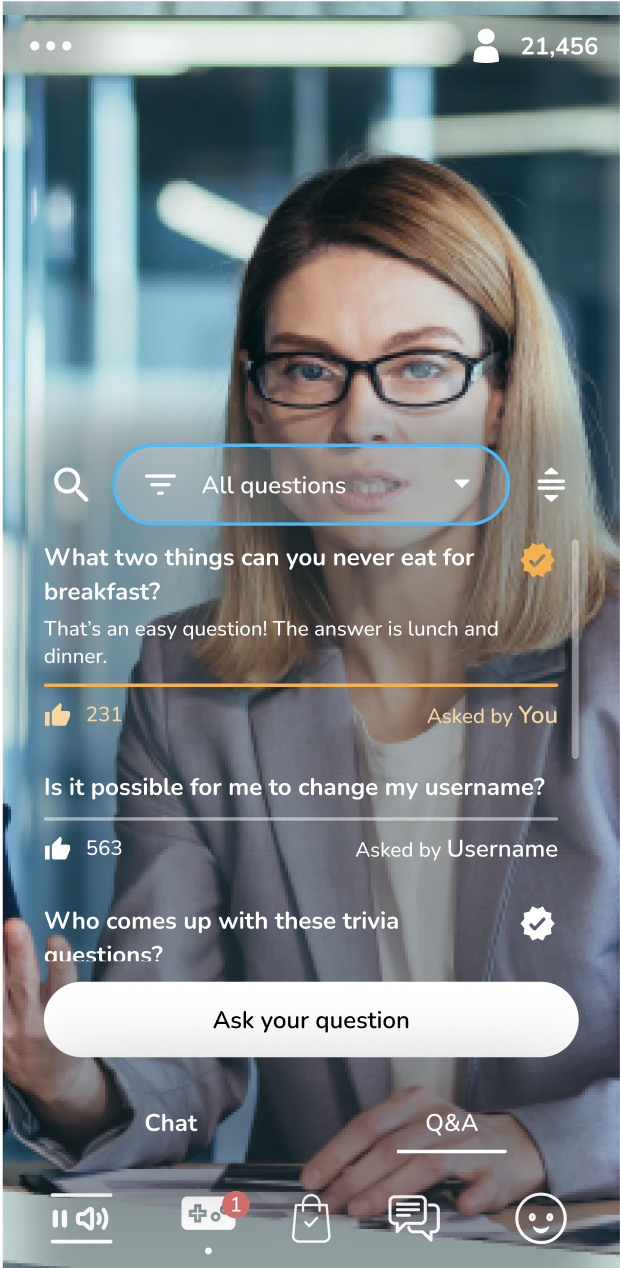 21,456
All questions
What two things can you never eat for
breakfast?
That’s an easy question! The answer is lunch and
dinner.
231
Asked by You
Is it possible for me to change my username?
563
Asked by Username
Who comes up with these trivia
questions?
Ask your question
Chat
Q&A
1